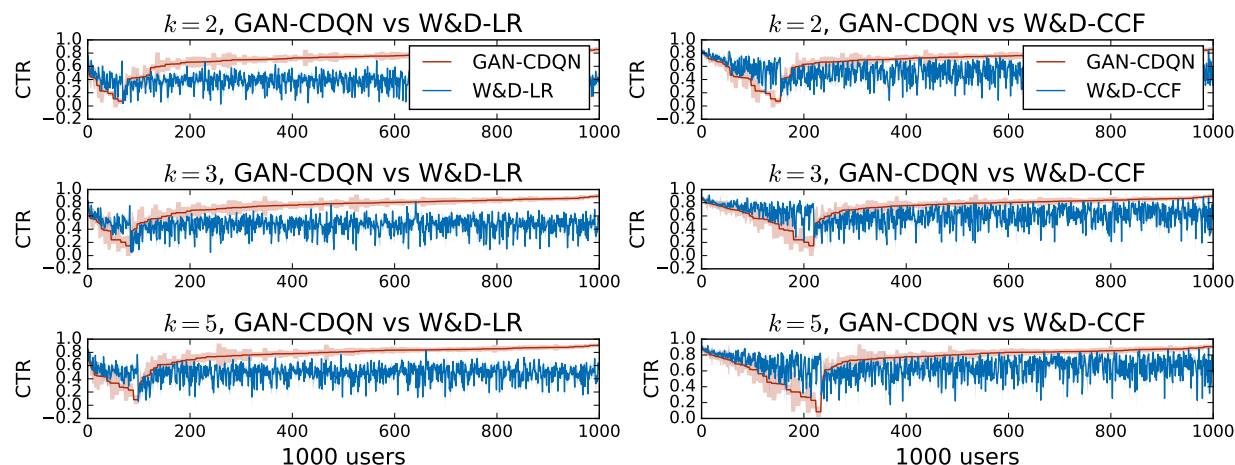 k = 2, GAN-CDQN vs W&D-LR
CTR
1.0
0.8
0.6
0.4
0.2
0.0
−0.2
0 200 400 600 800 1000
GAN-CDQN
W&D-LR
k = 2, GAN-CDQN vs W&D-CCF
CTR
1.0
0.8
0.6
0.4
0.2
0.0
−0.2
0 200 400 600 800 1000
GAN-CDQN
W&D-CCF
k = 3, GAN-CDQN vs W&D-LR
CTR
1.0
0.8
0.6
0.4
0.2
0.0
−0.2
0 200 400 600 800 1000
k = 3, GAN-CDQN vs W&D-CCF
CTR
1.0
0.8
0.6
0.4
0.2
0.0
−0.2
0 200 400 600 800 1000
k = 5, GAN-CDQN vs W&D-LR
CTR
1.0
0.8
0.6
0.4
0.2
0.0
−0.2
0 200 400 600 800 1000
1000 users
k = 5, GAN-CDQN vs W&D-CCF
CTR
1.0
0.8
0.6
0.4
0.2
0.0
0 200 400 600 800 1000
1000 users